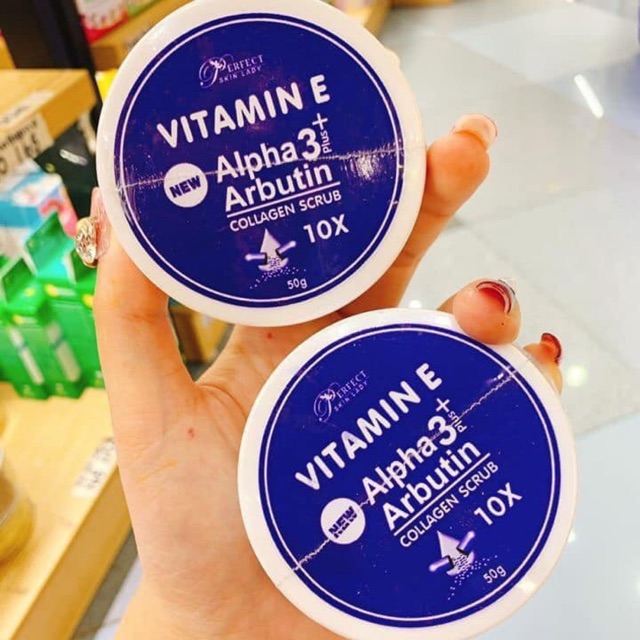 PERFECT
SKIN LADY
VITAMIN E
NEW
Alpha 3 plus+
Arbutin
COLLAGEN SCRUB
10X
50g
PERFECT
SKIN LADY
VITAMIN E
NEW
Alpha 3 plus+
Arbutin
COLLAGEN SCRUB
10X
50g